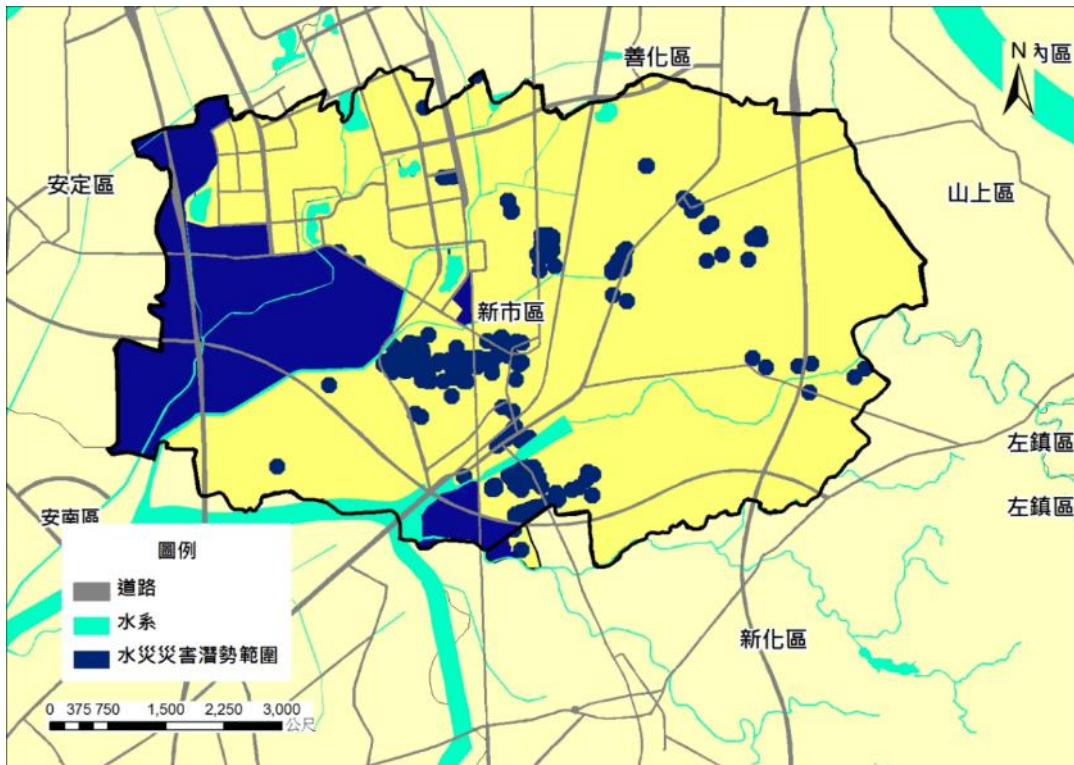 善化區
N
內區
安定區
山上區
新市區
左鎮區
安南區
左鎮區
圖例
道路
水系
水災災害潛勢範圍
新化區
0 375 750 1,500 2,250 3,000
公尺